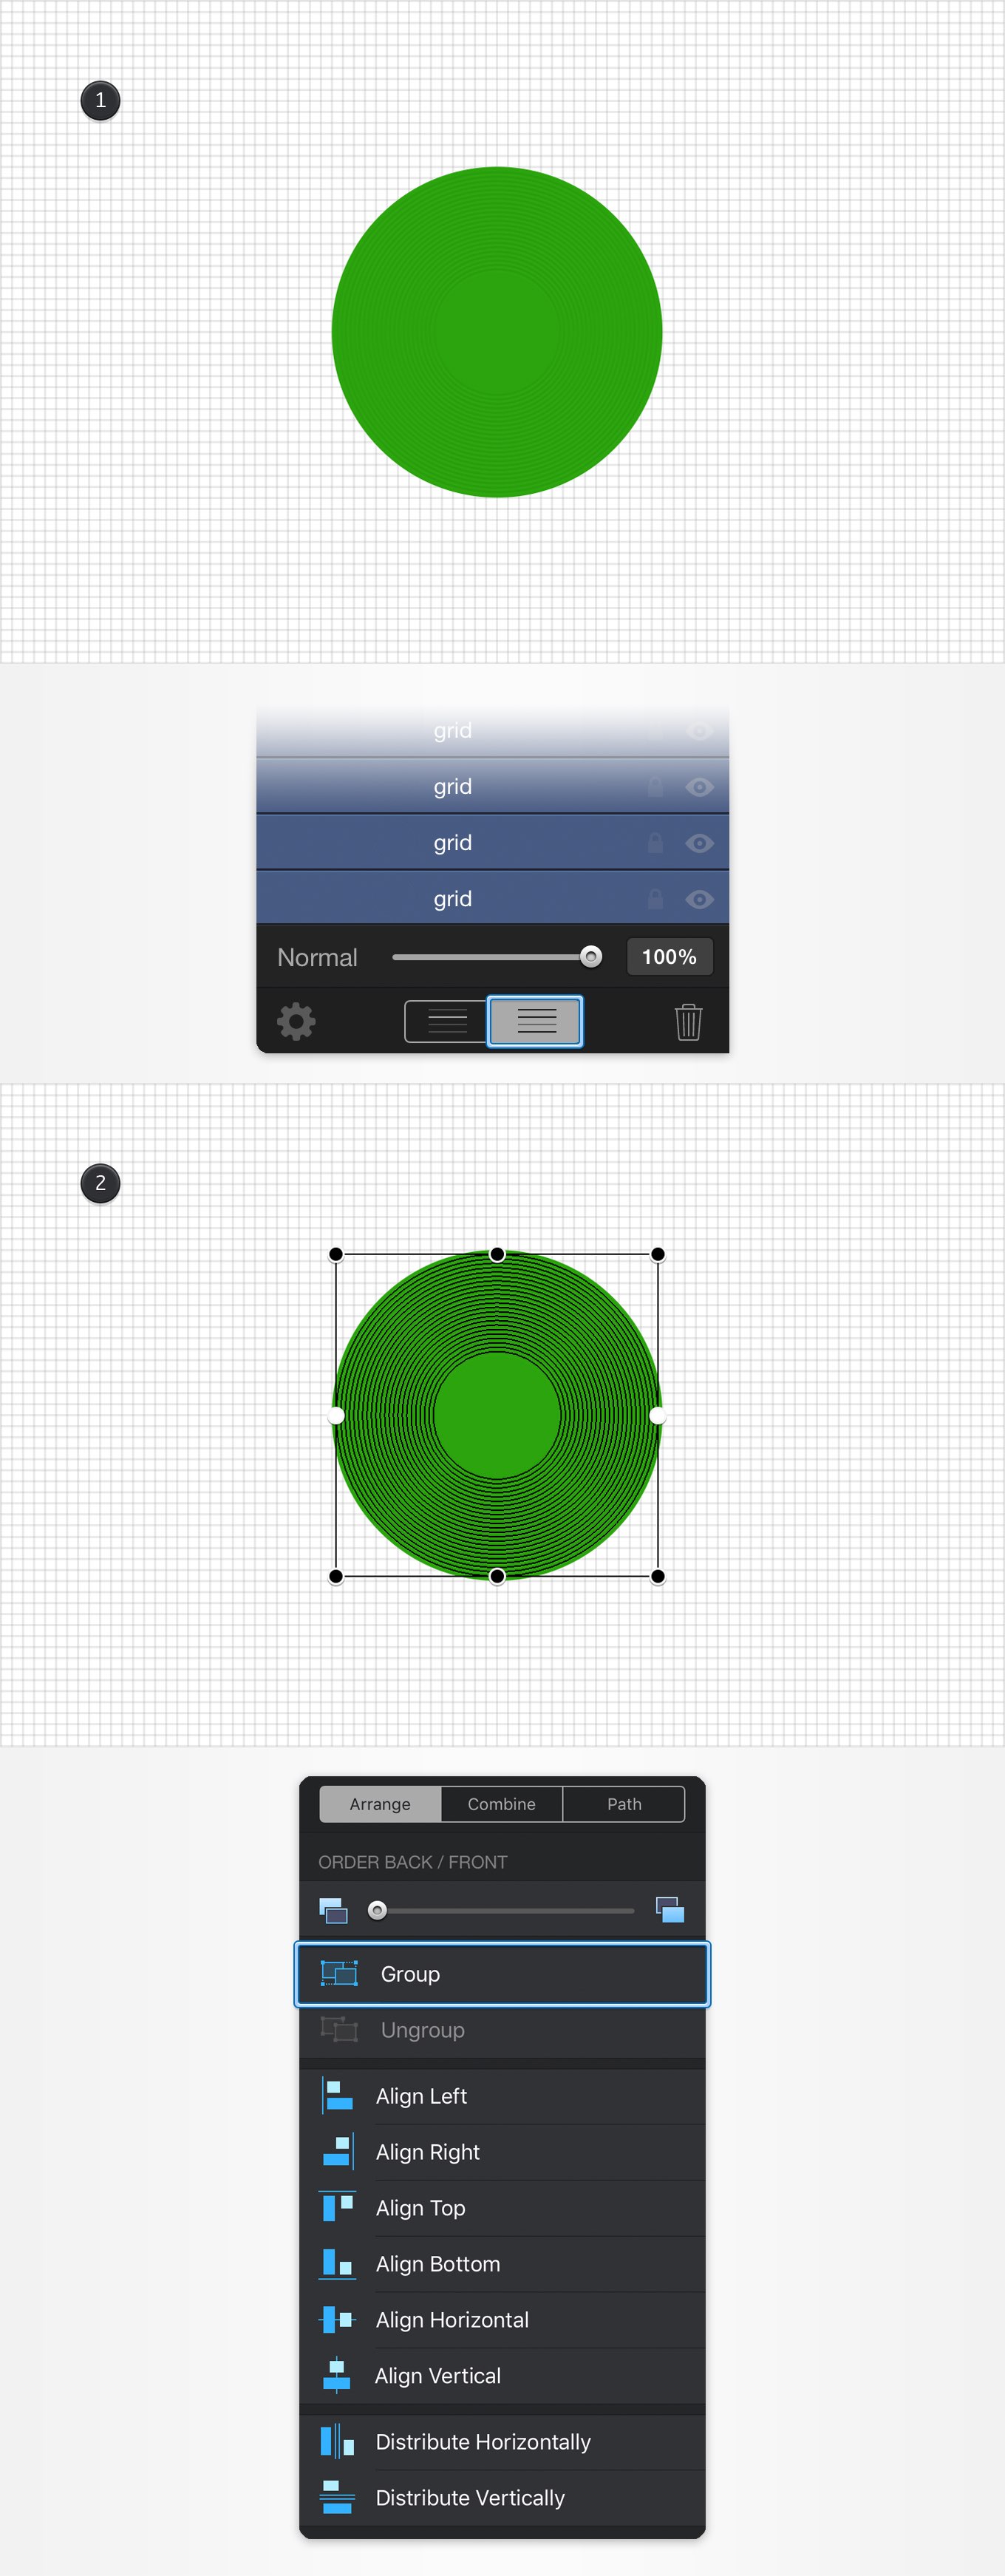 1
grid
grid
grid
grid
Normal 100%
2
Arrange Combine Path
ORDER BACK / FRONT
Group
Ungroup
Align Left
Align Right
Align Top
Align Bottom
Align Horizontal
Align Vertical
Distribute Horizontally
Distribute Vertically